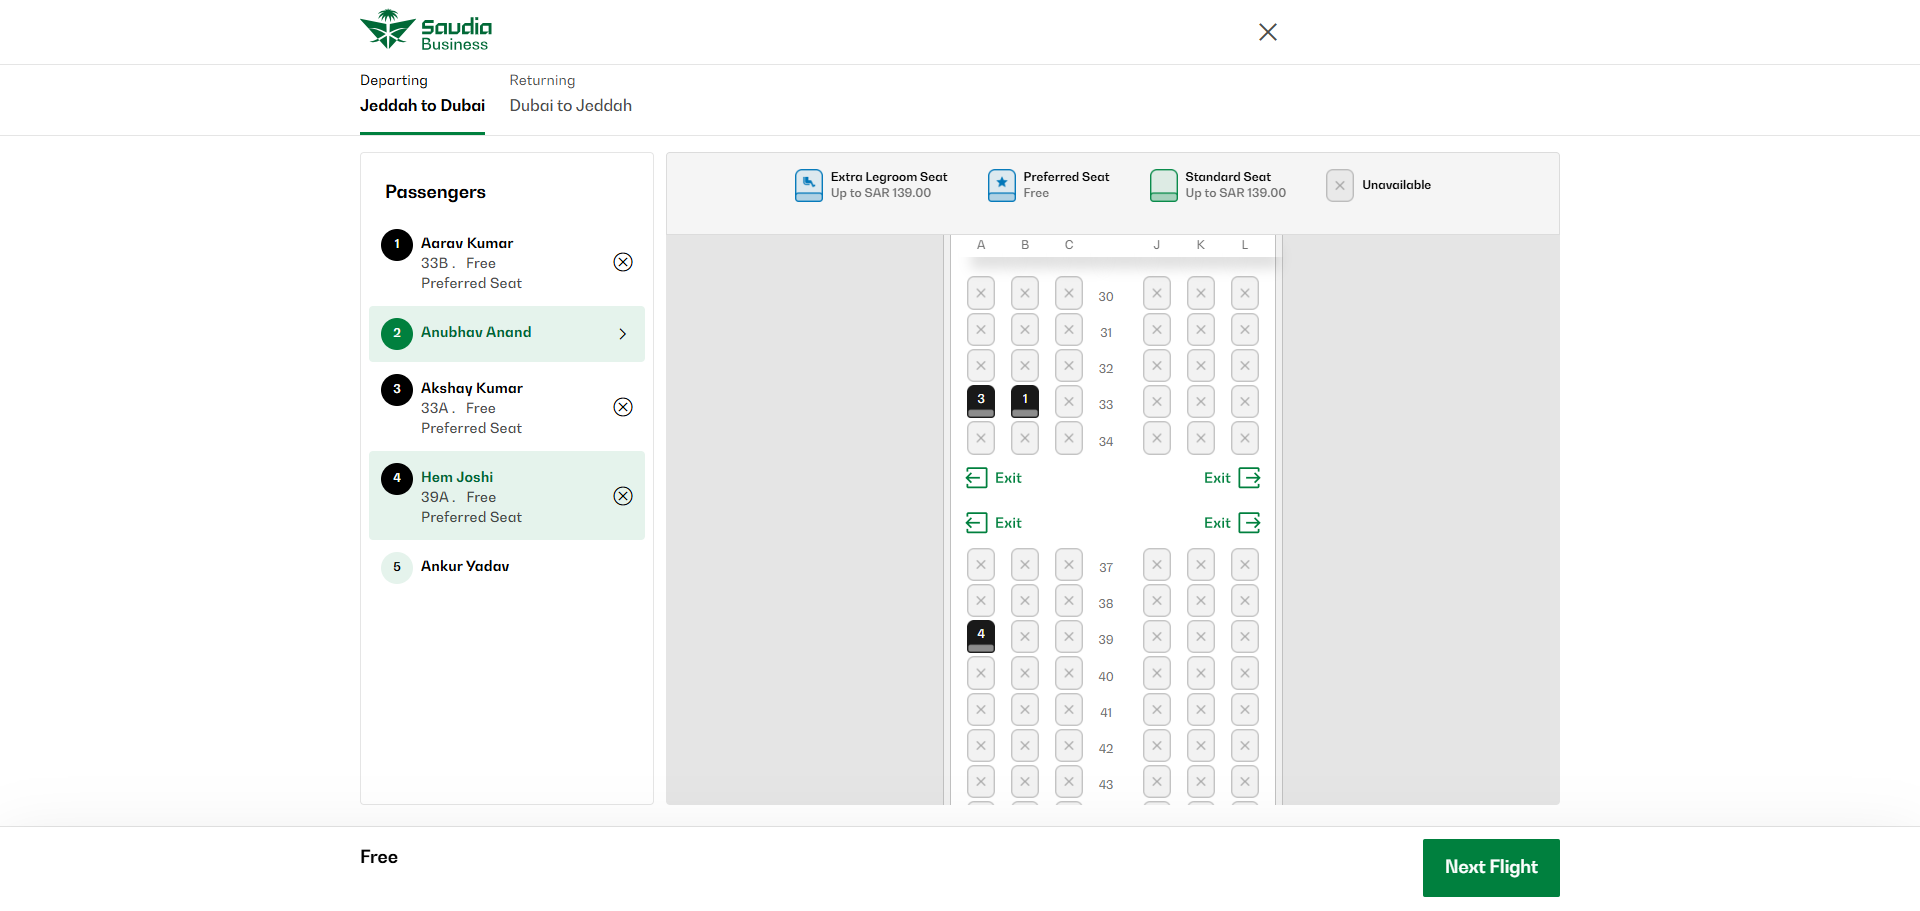 Saudia
Business
Departing
Jeddah to Dubai
Returning
Dubai to Jeddah
Passengers
1
Aarav Kumar
33B . Free
Preferred Seat
2
Anubhav Anand
3
Akshay Kumar
33A . Free
Preferred Seat
4
Hem Joshi
39A . Free
Preferred Seat
5
Ankur Yadav
Extra Legroom Seat
Up to SAR 139.00
Preferred Seat
Free
Standard Seat
Up to SAR 139.00
Unavailable
A B C J K L
30
31
32
3 1 33
34
Exit Exit
Exit Exit
37
38
4 39
40
41
42
43
Free
Next Flight